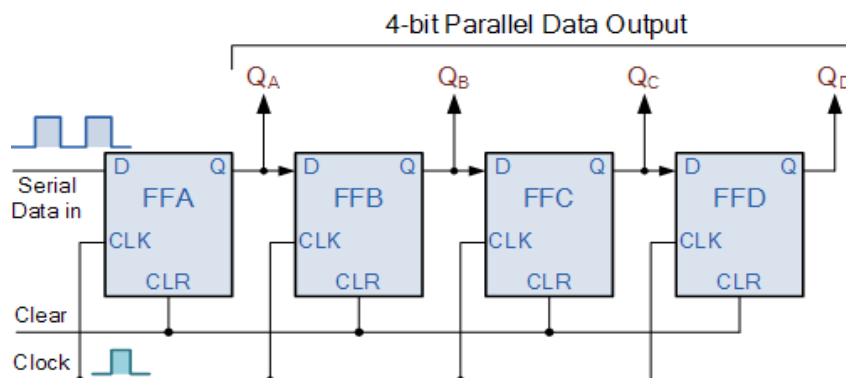 4-bit Parallel Data Output
QA QB QC QD
D Q D Q D Q D Q
FFA FFB FFC FFD
Serial
Data in
CLK CLK CLK CLK
CLR CLR CLR CLR
Clear
Clock